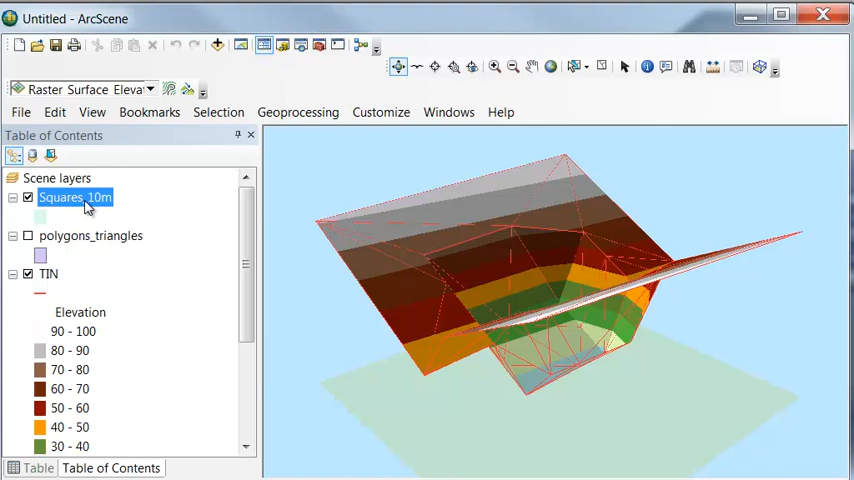 Untitled - ArcScene
Raster Surface Elevat
File Edit View Bookmarks Selection Geoprocessing Customize Windows Help
Table of Contents
Scene layers
Squares_10m
polygons_triangles
TIN
Elevation
90 - 100
80 - 90
70 - 80
60 - 70
50 - 60
40 - 50
30 - 40
Table Table of Contents